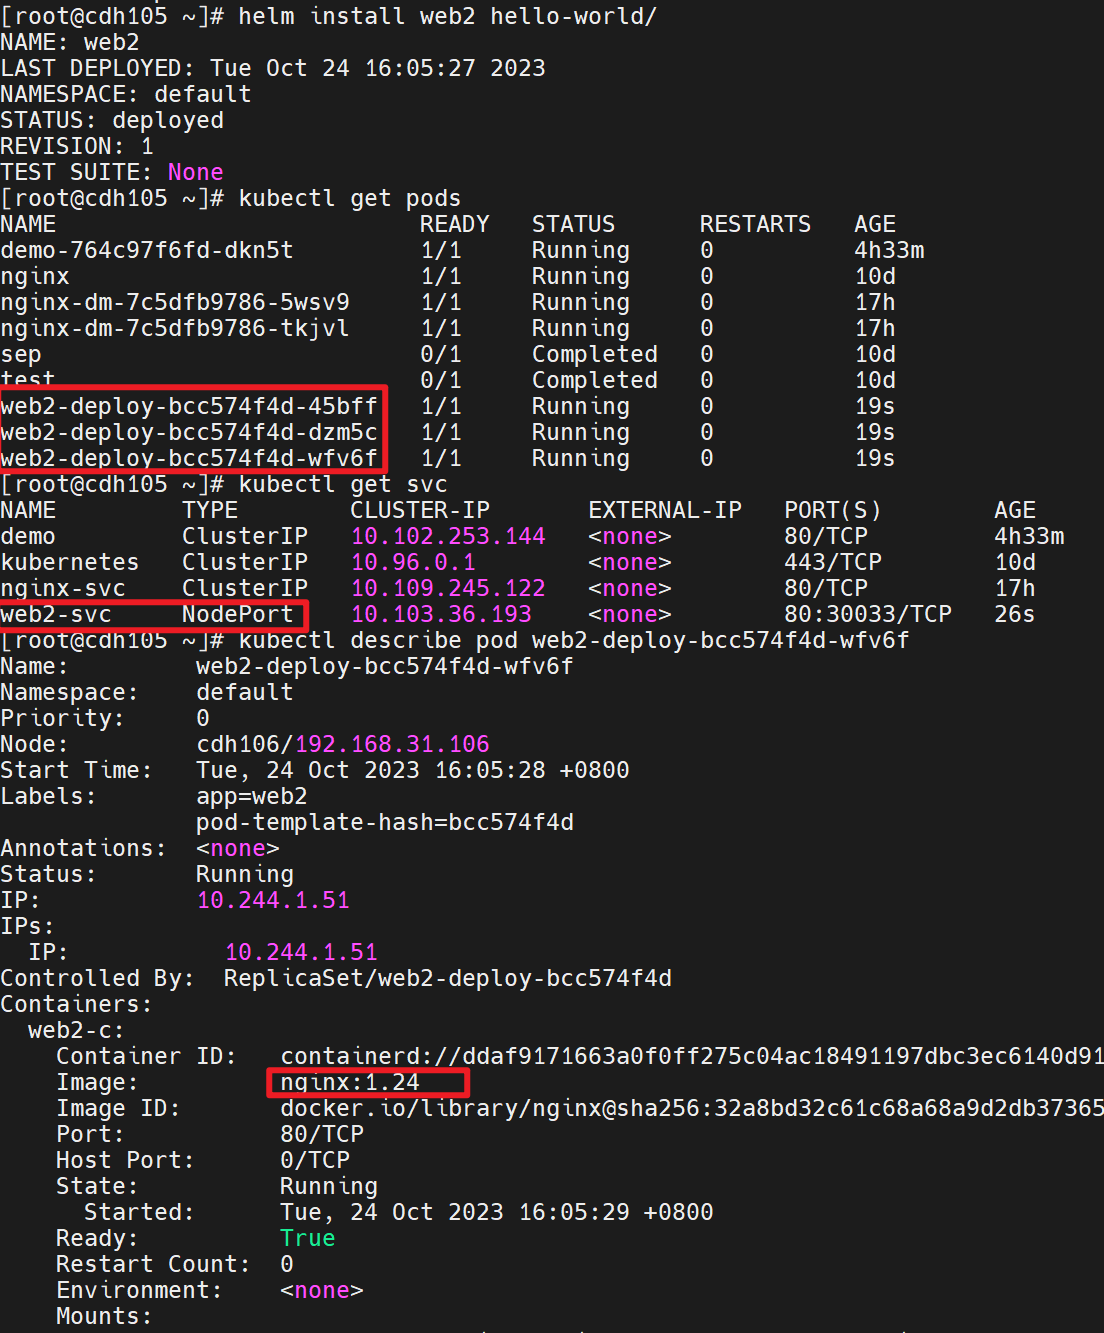 [root@cdh105 ~]# helm install web2 hello-world/
NAME: web2
LAST DEPLOYED: Tue Oct 24 16:05:27 2023
NAMESPACE: default
STATUS: deployed
REVISION: 1
TEST SUITE: None
[root@cdh105 ~]# kubectl get pods
NAME                          READY   STATUS      RESTARTS   AGE
demo-764c97f6fd-dkn5t         1/1     Running     0          4h33m
nginx                         1/1     Running     0          10d
nginx-dm-7c5dfb9786-5wsv9     1/1     Running     0          17h
nginx-dm-7c5dfb9786-tkjvl     1/1     Running     0          17h
sep                           0/1     Completed   0          10d
test                          0/1     Completed   0          10d
web2-deploy-bcc574f4d-45bff   1/1     Running     0          19s
web2-deploy-bcc574f4d-dzm5c   1/1     Running     0          19s
web2-deploy-bcc574f4d-wfv6f   1/1     Running     0          19s
[root@cdh105 ~]# kubectl get svc
NAME         TYPE        CLUSTER-IP       EXTERNAL-IP   PORT(S)        AGE
demo         ClusterIP   10.102.253.144   <none>        80/TCP         4h33m
kubernetes   ClusterIP   10.96.0.1        <none>        443/TCP        10d
nginx-svc    ClusterIP   10.109.245.122   <none>        80/TCP         17h
web2-svc     NodePort    10.103.36.193    <none>        80:30033/TCP   26s
[root@cdh105 ~]# kubectl describe pod web2-deploy-bcc574f4d-wfv6f
Name:         web2-deploy-bcc574f4d-wfv6f
Namespace:    default
Priority:     0
Node:         cdh106/192.168.31.106
Start Time:   Tue, 24 Oct 2023 16:05:28 +0800
Labels:       app=web2
              pod-template-hash=bcc574f4d
Annotations:  <none>
Status:       Running
IP:           10.244.1.51
IPs:
  IP:           10.244.1.51
Controlled By:  ReplicaSet/web2-deploy-bcc574f4d
Containers:
  web2-c:
    Container ID:   containerd://ddaf9171663a0f0ff275c04ac18491197dbc3ec6140d91
    Image:          nginx:1.24
    Image ID:       docker.io/library/nginx@sha256:32a8bd32c61c68a68a9d2db37365
    Port:           80/TCP
    Host Port:      0/TCP
    State:          Running
      Started:      Tue, 24 Oct 2023 16:05:29 +0800
    Ready:          True
    Restart Count:  0
    Environment:    <none>
    Mounts: